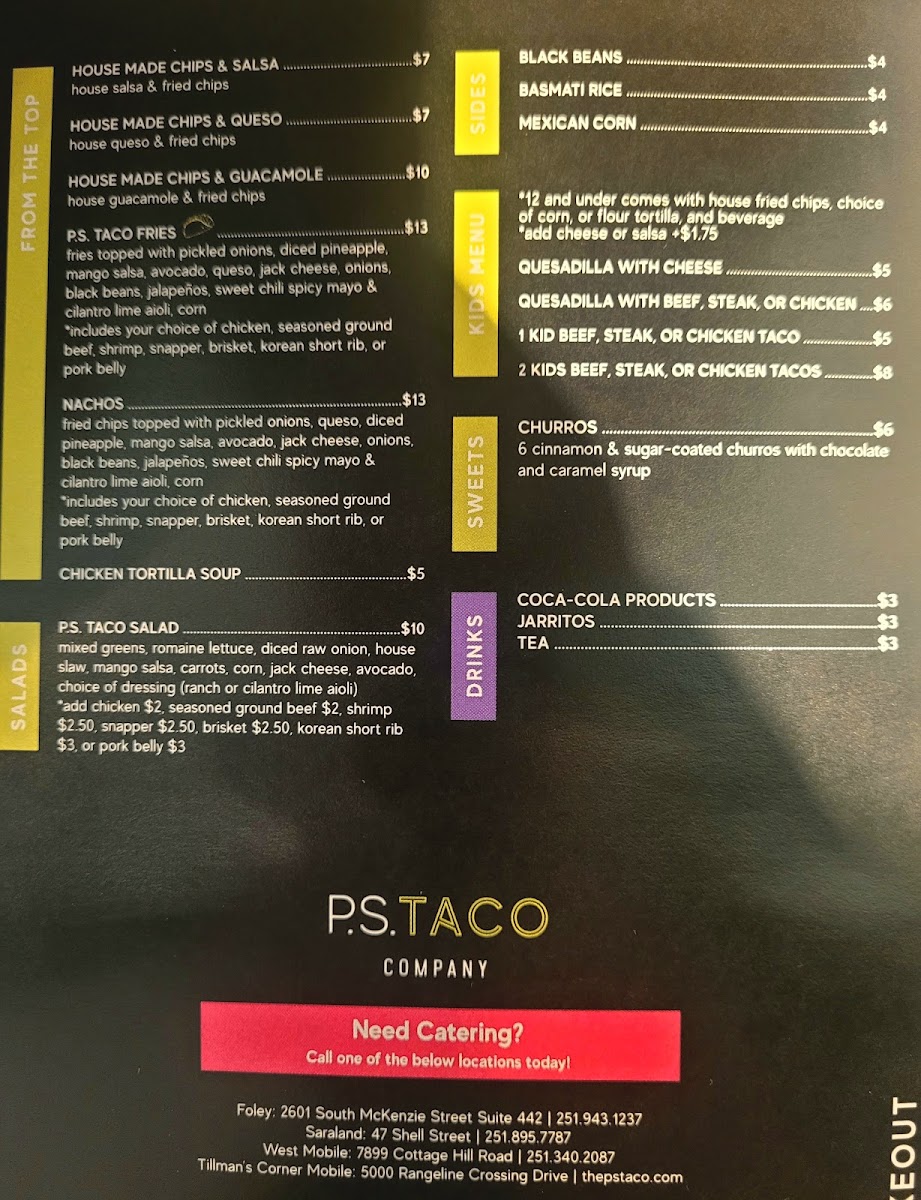 FROM THE TOP
HOUSE MADE CHIPS & SALSA ........ $7
house salsa & fried chips
HOUSE MADE CHIPS & QUESO ........ $7
house queso & fried chips
HOUSE MADE CHIPS & GUACAMOLE ........ $10
house guacamole & fried chips
P.S. TACO FRIES ........ $13
fries topped with pickled onions, diced pineapple,
mango salsa, avocado, queso, jack cheese, onions,
black beans, jalapeños, sweet chili spicy mayo &
cilantro lime aioli, corn
*includes your choice of chicken, seasoned ground
beef, shrimp, snapper, brisket, korean short rib, or
pork belly
NACHOS ........ $13
fried chips topped with pickled onions, queso, diced
pineapple, mango salsa, avocado, jack cheese, onions,
black beans, jalapeños, sweet chili spicy mayo &
cilantro lime aioli, corn
*includes your choice of chicken, seasoned ground
beef, shrimp, snapper, brisket, korean short rib, or
pork belly
CHICKEN TORTILLA SOUP ........ $5
SALADS
P.S. TACO SALAD ........ $10
mixed greens, romaine lettuce, diced raw onion, house
slaw, mango salsa, carrots, corn, jack cheese, avocado,
choice of dressing (ranch or cilantro lime aioli)
*add chicken $2, seasoned ground beef $2, shrimp
$2.50, snapper $2.50, brisket $2.50, korean short rib
$3, or pork belly $3
SIDES
BLACK BEANS ........ $4
BASMATI RICE ........ $4
MEXICAN CORN ........ $4
KIDS MENU
*12 and under comes with house fried chips, choice
of corn, or flour tortilla, and beverage
*add cheese or salsa +$1.75
QUESADILLA WITH CHEESE ........ $5
QUESADILLA WITH BEEF, STEAK, OR CHICKEN .... $6
1 KID BEEF, STEAK, OR CHICKEN TACO ........ $5
2 KIDS BEEF, STEAK, OR CHICKEN TACOS ........ $8
SWEETS
CHURROS ........ $6
6 cinnamon & sugar-coated churros with chocolate
and caramel syrup
DRINKS
COCA-COLA PRODUCTS ........ $3
JARRITOS ........ $3
TEA ........ $3
P.S.TACO
COMPANY
Need Catering?
Call one of the below locations today!
Foley: 2601 South McKenzie Street Suite 442 | 251.943.1237
Saraland: 47 Shell Street | 251.895.7787
West Mobile: 7899 Cottage Hill Road | 251.340.2087
Tillman's Corner Mobile: 5000 Rangeline Crossing Drive | thepstaco.com
EOUT